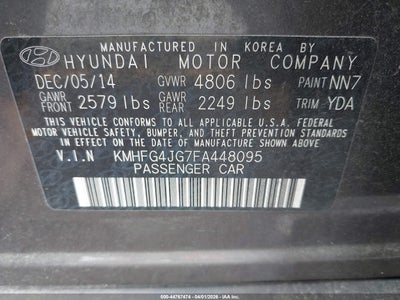 MANUFACTURED IN KOREA BY
HYUNDAI MOTOR COMPANY
DEC/05/14 GVWR 4806 lbs PAINT NN7
GAWR FRT 2579 lbs GAWR RR 2249 lbs TRIM YDA
THIS VEHICLE CONFORMS TO ALL APPLICABLE U.S.A. FEDERAL
MOTOR VEHICLE SAFETY, BUMPER, AND THEFT PREVENTION
STANDARDS IN EFFECT ON THE DATE OF
MANUFACTURE SHOWN ABOVE.
V.I.N KMHFG4JG7FA448095
PASSENGER CAR